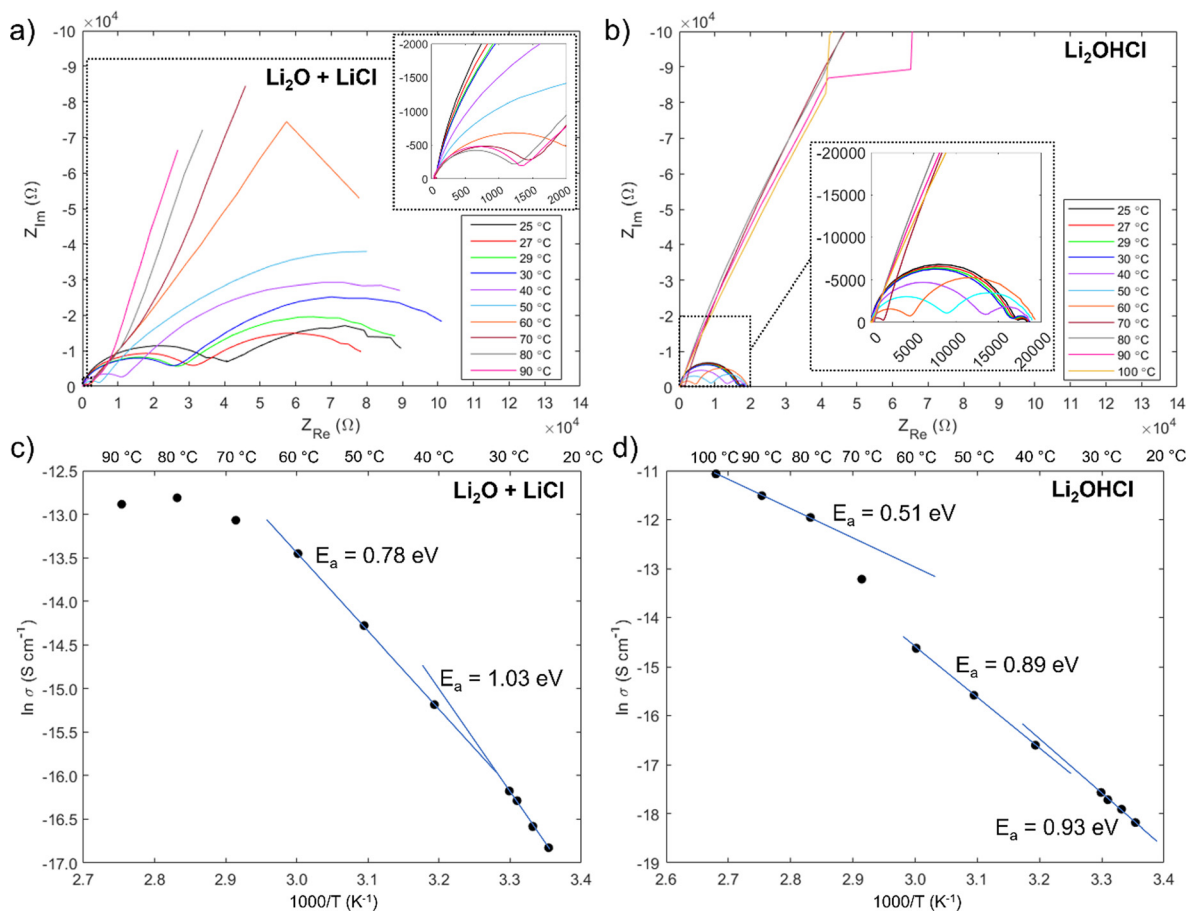 a)
×10⁴
Li₂O + LiCl
-10
-9
-8
-7
-6
-5
-4
-3
-2
-1
0
Z_Im (Ω)
-2000
-1500
-1000
-500
0
0
500
1000
1500
2000
25 °C
27 °C
29 °C
30 °C
40 °C
50 °C
60 °C
70 °C
80 °C
90 °C
0 1 2 3 4 5 6 7 8 9 10 11 12 13 14
Z_Re (Ω)
×10⁴
b)
×10⁴
Li₂OHCl
-10
-9
-8
-7
-6
-5
-4
-3
-2
-1
0
Z_Im (Ω)
-20000
-15000
-10000
-5000
0
0
5000
10000
15000
20000
25 °C
27 °C
29 °C
30 °C
40 °C
50 °C
60 °C
70 °C
80 °C
90 °C
100 °C
0 1 2 3 4 5 6 7 8 9 10 11 12 13 14
Z_Re (Ω)
×10⁴
c)
90 °C 80 °C 70 °C 60 °C 50 °C 40 °C 30 °C 20 °C
Li₂O + LiCl
-12.5
-13.0
-13.5
-14.0
-14.5
-15.0
-15.5
-16.0
-16.5
-17.0
ln σ (S cm⁻¹)
Eₐ = 0.78 eV
Eₐ = 1.03 eV
2.7 2.8 2.9 3.0 3.1 3.2 3.3 3.4
1000/T (K⁻¹)
d)
100 °C 90 °C 80 °C 70 °C 60 °C 50 °C 40 °C 30 °C 20 °C
Li₂OHCl
-11
-12
-13
-14
-15
-16
-17
-18
-19
ln σ (S cm⁻¹)
Eₐ = 0.51 eV
Eₐ = 0.89 eV
Eₐ = 0.93 eV
2.6 2.7 2.8 2.9 3.0 3.1 3.2 3.3 3.4
1000/T (K⁻¹)